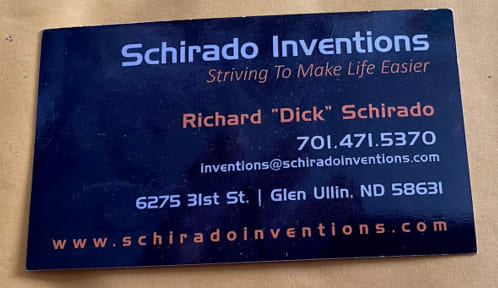 Schirado Inventions
Striving To Make Life Easier
Richard "Dick" Schirado
701.471.5370
inventions@schiradoinventions.com
6275 31st St. | Glen Ullin, ND 58631
www.schiradoinventions.com